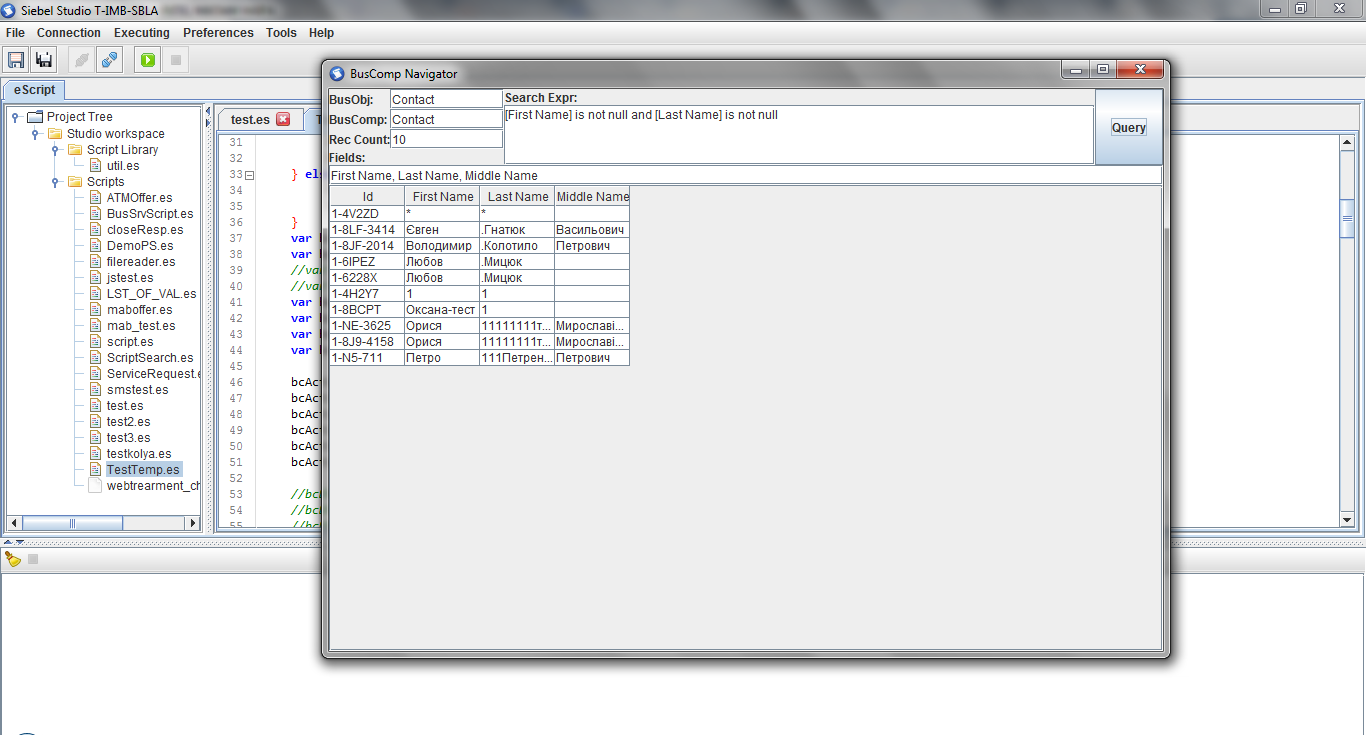 Siebel Studio T-IMB-SBLA
File Connection Executing Preferences Tools Help
eScript
Project Tree
Studio workspace
Script Library
util.es
Scripts
ATMOffer.es
BusSrvScript.es
closeResp.es
DemoPS.es
filereader.es
jstest.es
LST_OF_VAL.es
maboffer.es
mab_test.es
script.es
ScriptSearch.es
ServiceRequest.e
smstest.es
test.es
test2.es
test3.es
testkolya.es
TestTemp.es
webtrearment_ch
test.es T
31
32
33 } els
34
35
36 }
37 var
38 var
39 //va
40 //va
41 var
42 var
43 var
44 var
45
46 bcAc
47 bcAc
48 bcAc
49 bcAc
50 bcAc
51 bcAc
52
53 //bc
54 //bc
55 //bc
BusComp Navigator
BusObj: Contact
BusComp: Contact
Rec Count: 10
Search Expr:
[First Name] is not null and [Last Name] is not null
Query
Fields:
First Name, Last Name, Middle Name
Id First Name Last Name Middle Name
1-4V2ZD * *
1-8LF-3414 Євген .Гнатюк Васильович
1-8JF-2014 Володимир .Колотило Петрович
1-6IPEZ Любов .Мицюк
1-6228X Любов .Мицюк
1-4H2Y7 1 1
1-8BCPT Оксана-тест 1
1-NE-3625 Орися 11111111т... Мирославі...
1-8J9-4158 Орися 11111111т... Мирославі...
1-N5-711 Петро 111Петрен... Петрович